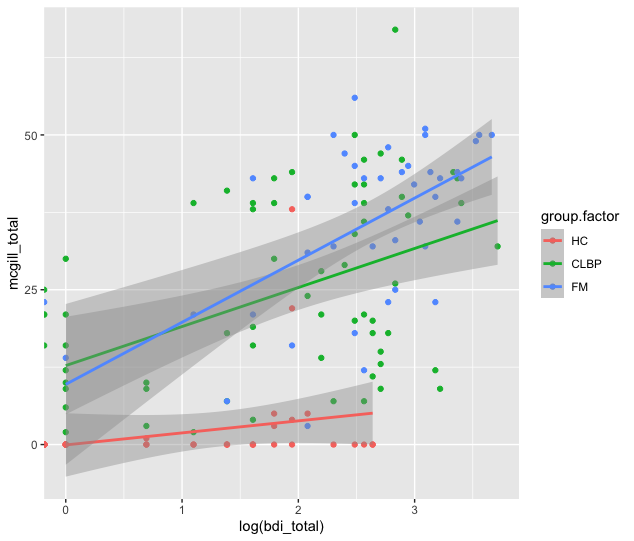 mcgill_total
50
25
0
0 1 2 3
log(bdi_total)
group.factor
HC
CLBP
FM